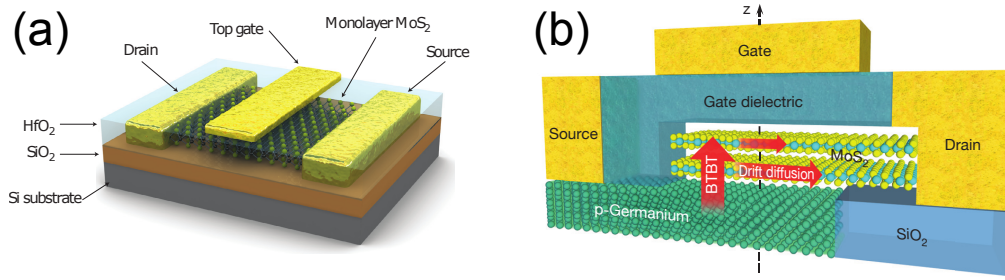 (a)
Top gate
Monolayer MoS₂
Drain
Source
HfO₂
SiO₂
Si substrate
(b)
z
Gate
Gate dielectric
Source
MoS₂
Drain
BTBT
Drift diffusion
p-Germanium
SiO₂